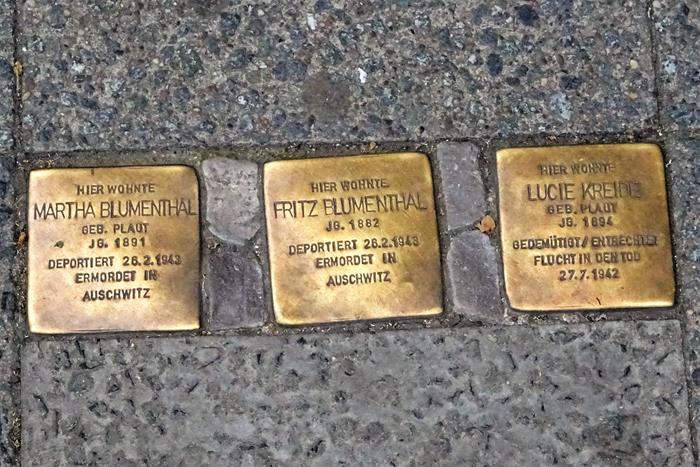 HIER WOHNTE
MARTHA BLUMENTHAL
GEB. PLAUT
JG. 1891
DEPORTIERT 26.2.1943
ERMORDET IN
AUSCHWITZ
HIER WOHNTE
FRITZ BLUMENTHAL
JG. 1882
DEPORTIERT 26.2.1943
ERMORDET IN
AUSCHWITZ
HIER WOHNTE
LUCIE KREIDE
GEB. PLAUT
JG. 1894
GEDEMÜTIGT/ENTRECHTET
FLUCHT IN DEN TOD
27.7.1942